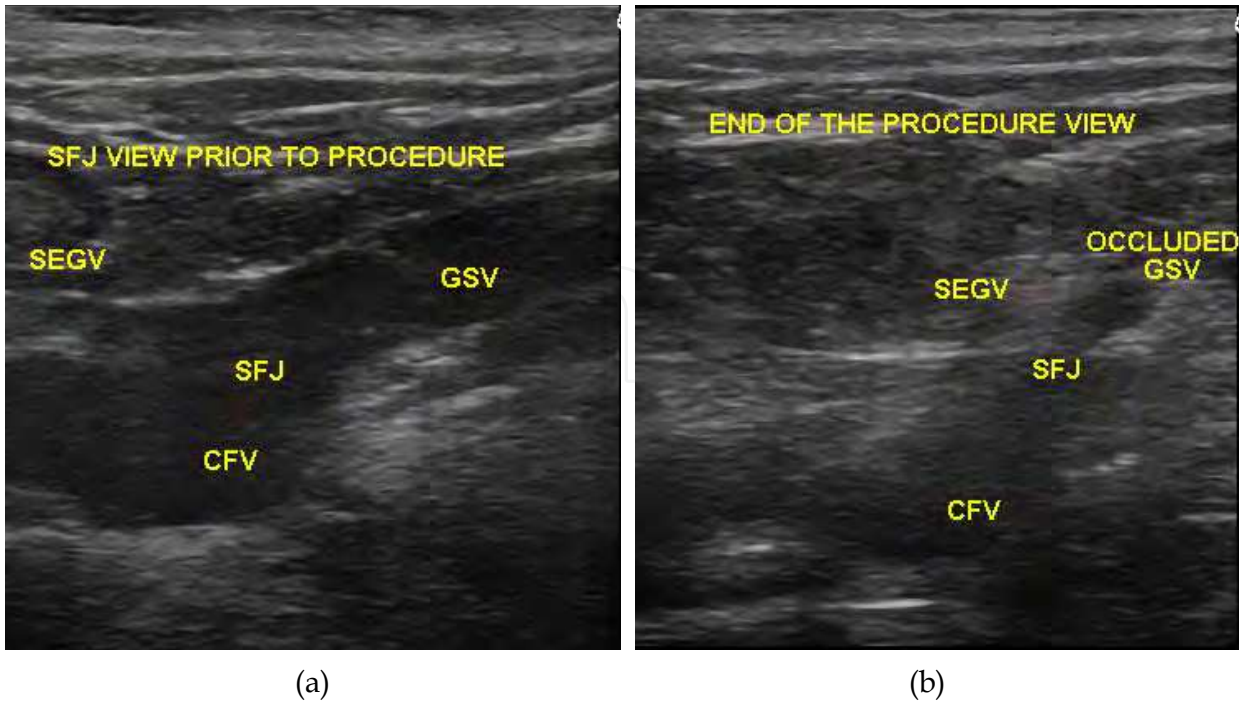 SFJ VIEW PRIOR TO PROCEDURE
SEGV
GSV
SFJ
CFV
(a)
END OF THE PROCEDURE VIEW
OCCLUDED
GSV
SEGV
SFJ
CFV
(b)